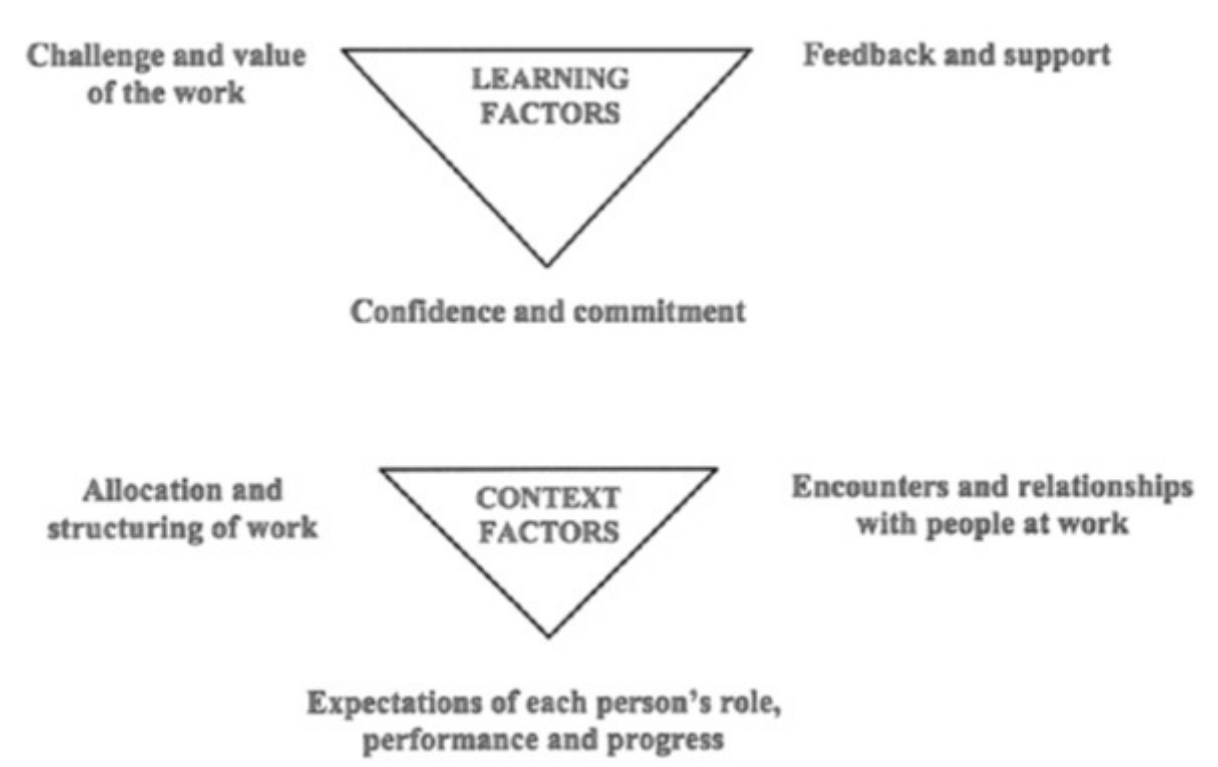 Challenge and value
of the work
LEARNING
FACTORS
Feedback and support
Confidence and commitment
Allocation and
structuring of work
CONTEXT
FACTORS
Encounters and relationships
with people at work
Expectations of each person's role,
performance and progress